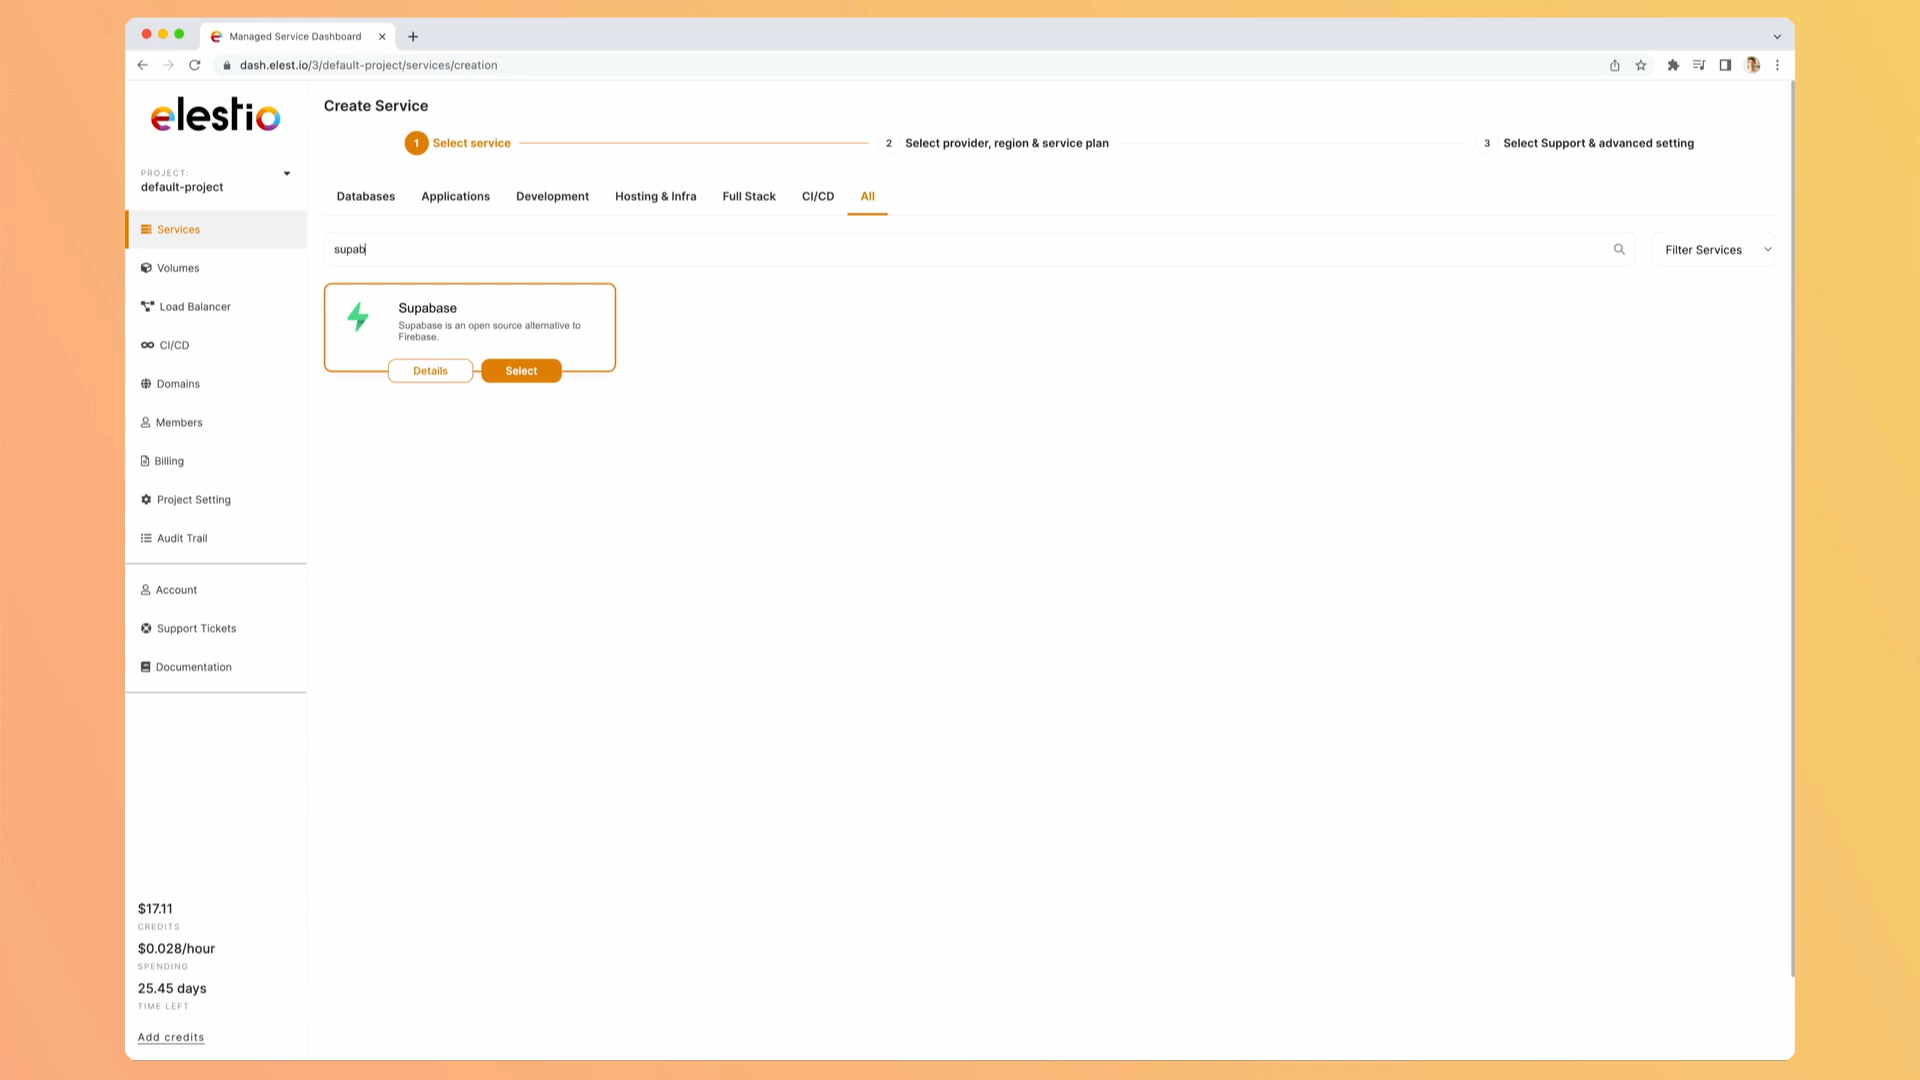 Managed Service Dashboard
dash.elest.io/3/default-project/services/creation
elestio
PROJECT:
default-project
Services
Volumes
Load Balancer
CI/CD
Domains
Members
Billing
Project Setting
Audit Trail
Account
Support Tickets
Documentation
$17.11
CREDITS
$0.028/hour
SPENDING
25.45 days
TIME LEFT
Add credits
Create Service
1 Select service
2 Select provider, region & service plan
3 Select Support & advanced setting
Databases Applications Development Hosting & Infra Full Stack CI/CD All
supab
Filter Services
Supabase
Supabase is an open source alternative to
Firebase.
Details Select